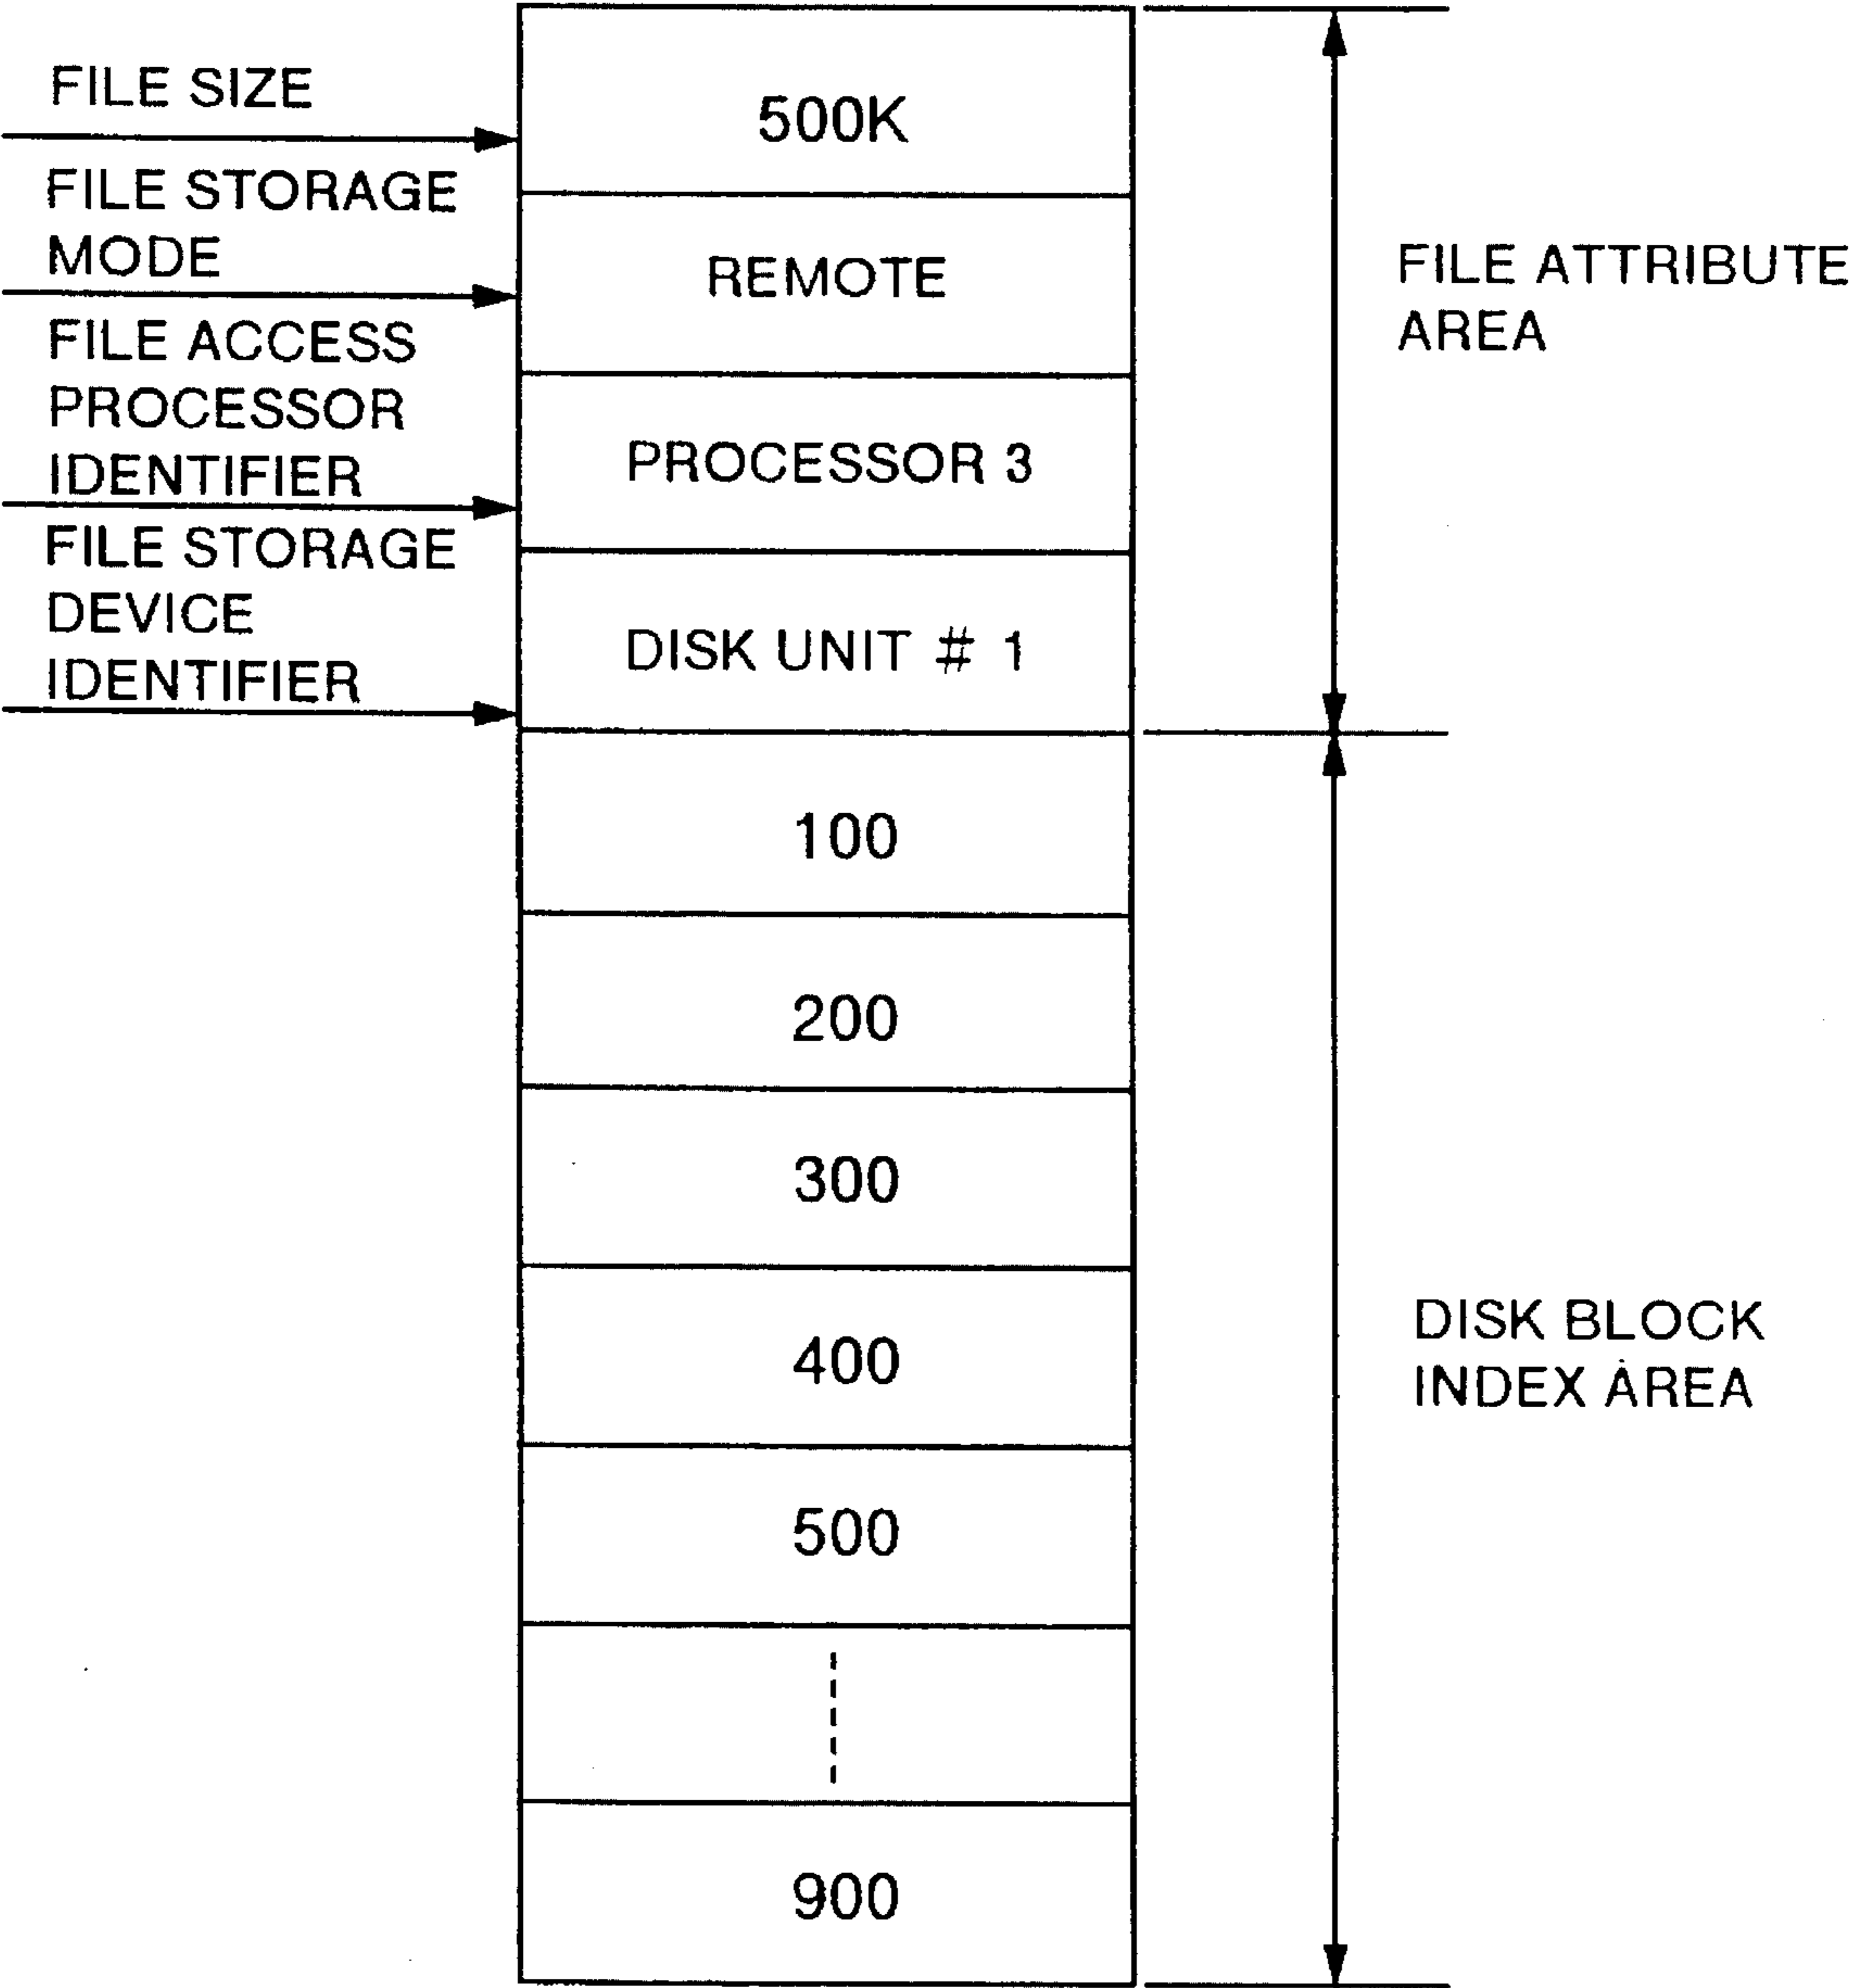 FILE SIZE
500K
FILE STORAGE
MODE
REMOTE
FILE ATTRIBUTE
AREA
FILE ACCESS
PROCESSOR
IDENTIFIER
PROCESSOR 3
FILE STORAGE
DEVICE
IDENTIFIER
DISK UNIT # 1
100
200
300
400
DISK BLOCK
INDEX AREA
500
900